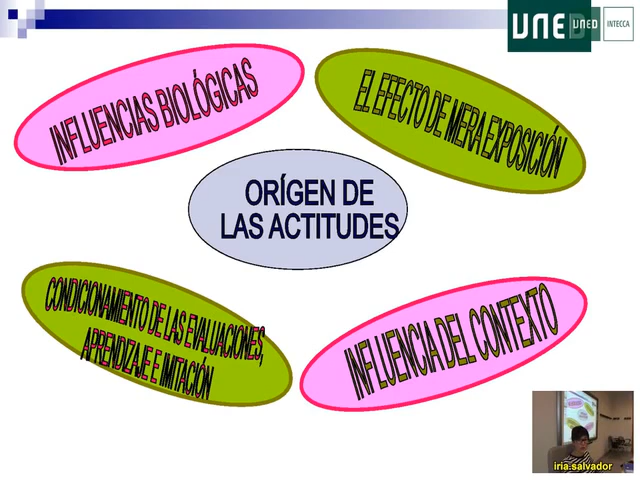 UNED
UNED
INTECCA
INFLUENCIAS BIOLÓGICAS
EL EFECTO DE MERA EXPOSICIÓN
ORÍGEN DE
LAS ACTITUDES
CONDICIONAMIENTO DE LAS EVALUACIONES,
APRENDIZAJE E IMITACIÓN
INFLUENCIA DEL CONTEXTO
iria.salvador